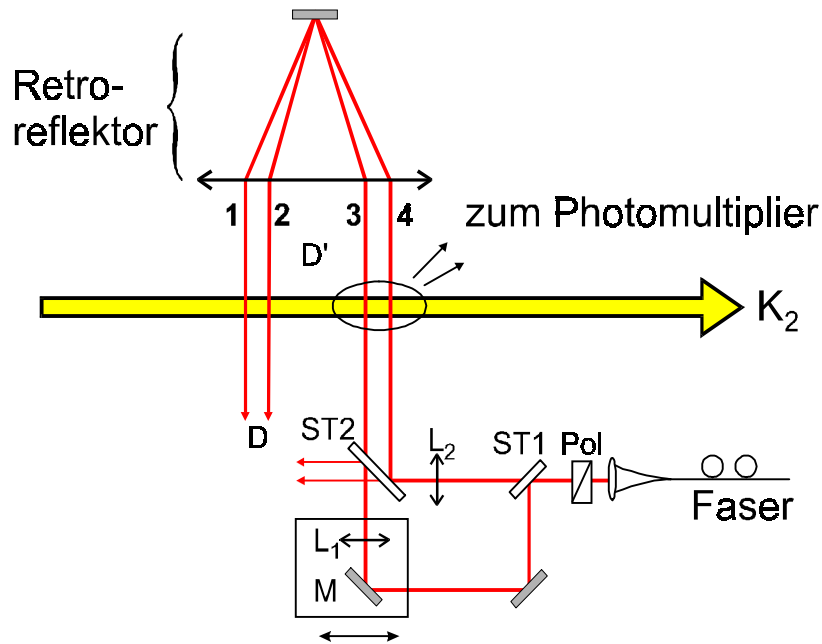 Retro-
reflektor
1 2 3 4
zum Photomultiplier
D'
K2
D
ST2
L2
ST1
Pol
Faser
L1
M